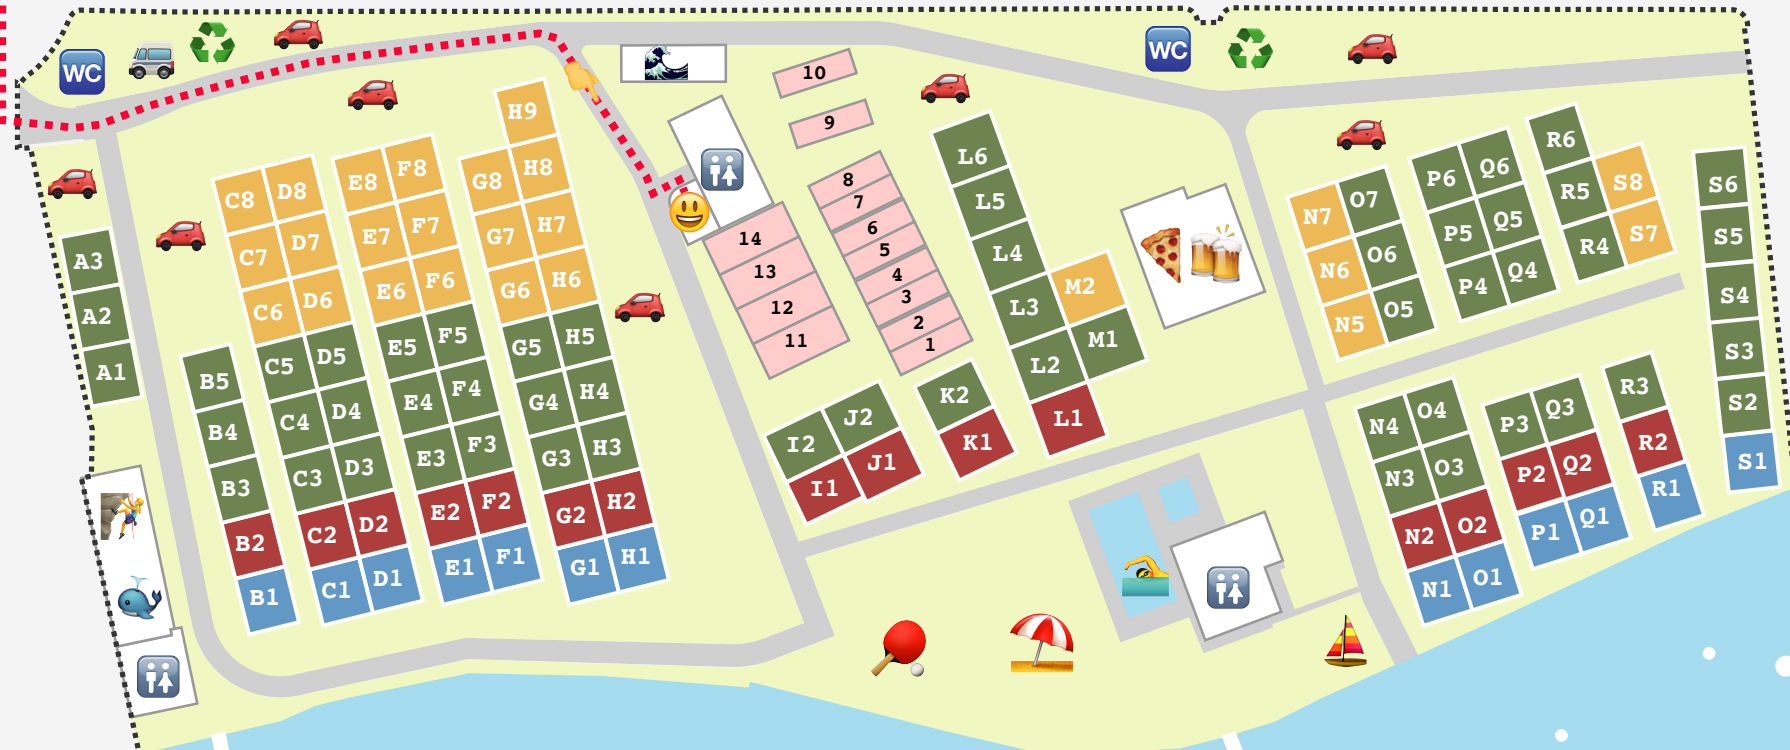 WC
WC
10
9
8
7
6
5
4
3
2
1
14
13
12
11
A3
A2
A1
B5
B4
B3
B2
B1
C8 D8
C7 D7
C6 D6
C5 D5
C4 D4
C3 D3
C2 D2
C1 D1
E8 F8
E7 F7
E6 F6
E5 F5
E4 F4
E3 F3
E2 F2
E1 F1
H9
G8 H8
G7 H7
G6 H6
G5 H5
G4 H4
G3 H3
G2 H2
G1 H1
I2 J2
I1 J1
K2
K1
L6
L5
L4
L3 M2
L2 M1
L1
N7 O7
N6 O6
N5 O5
N4 O4
N3 O3
N2 O2
N1 O1
P6 Q6
P5 Q5
P4 Q4
P3 Q3
P2 Q2
P1 Q1
R6
R5 S8
R4 S7
R3
R2
R1
S6
S5
S4
S3
S2
S1